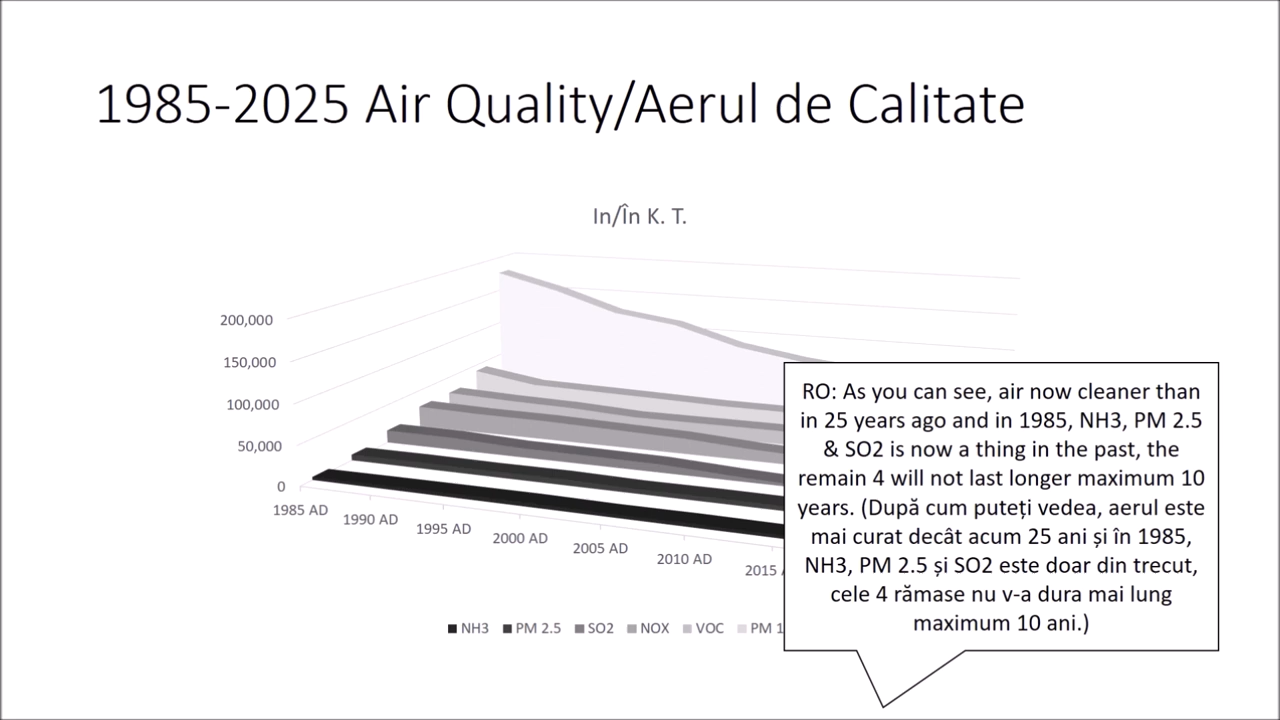 1985-2025 Air Quality/Aerul de Calitate
In/În K. T.
200,000
150,000
100,000
50,000
0
1985 AD
1990 AD
1995 AD
2000 AD
2005 AD
2010 AD
2015
NH3 PM 2.5 SO2 NOX VOC PM 1
RO: As you can see, air now cleaner than
in 25 years ago and in 1985, NH3, PM 2.5
& SO2 is now a thing in the past, the
remain 4 will not last longer maximum 10
years. (După cum puteți vedea, aerul este
mai curat decât acum 25 ani și în 1985,
NH3, PM 2.5 și SO2 este doar din trecut,
cele 4 rămase nu v-a dura mai lung
maximum 10 ani.)